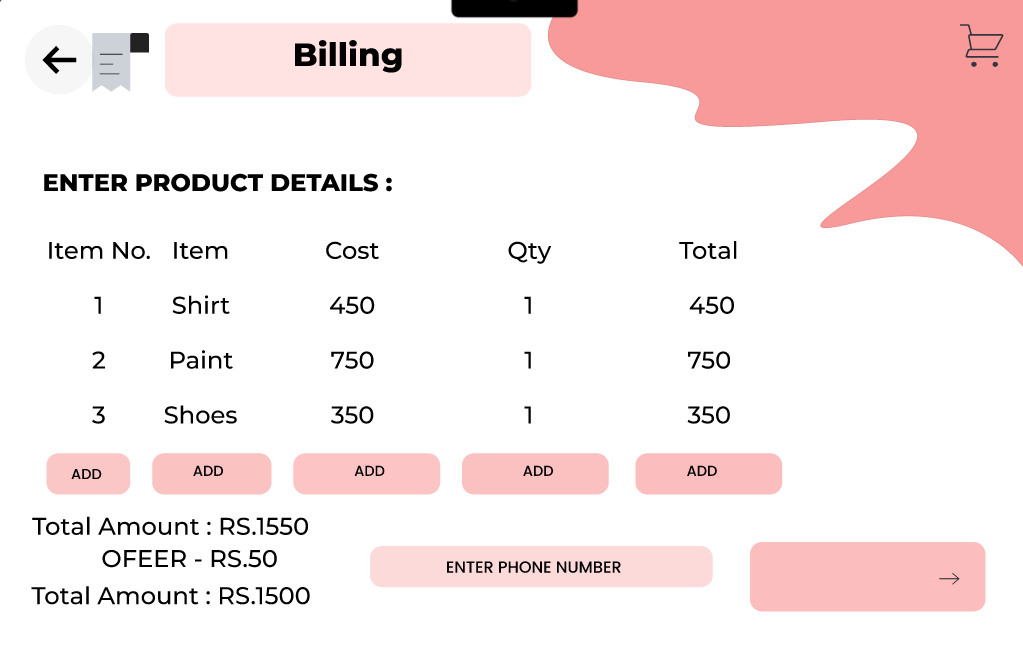 Billing
ENTER PRODUCT DETAILS :
Item No. Item Cost Qty Total
1 Shirt 450 1 450
2 Paint 750 1 750
3 Shoes 350 1 350
ADD ADD ADD ADD ADD
Total Amount : RS.1550
OFEER - RS.50
ENTER PHONE NUMBER
Total Amount : RS.1500